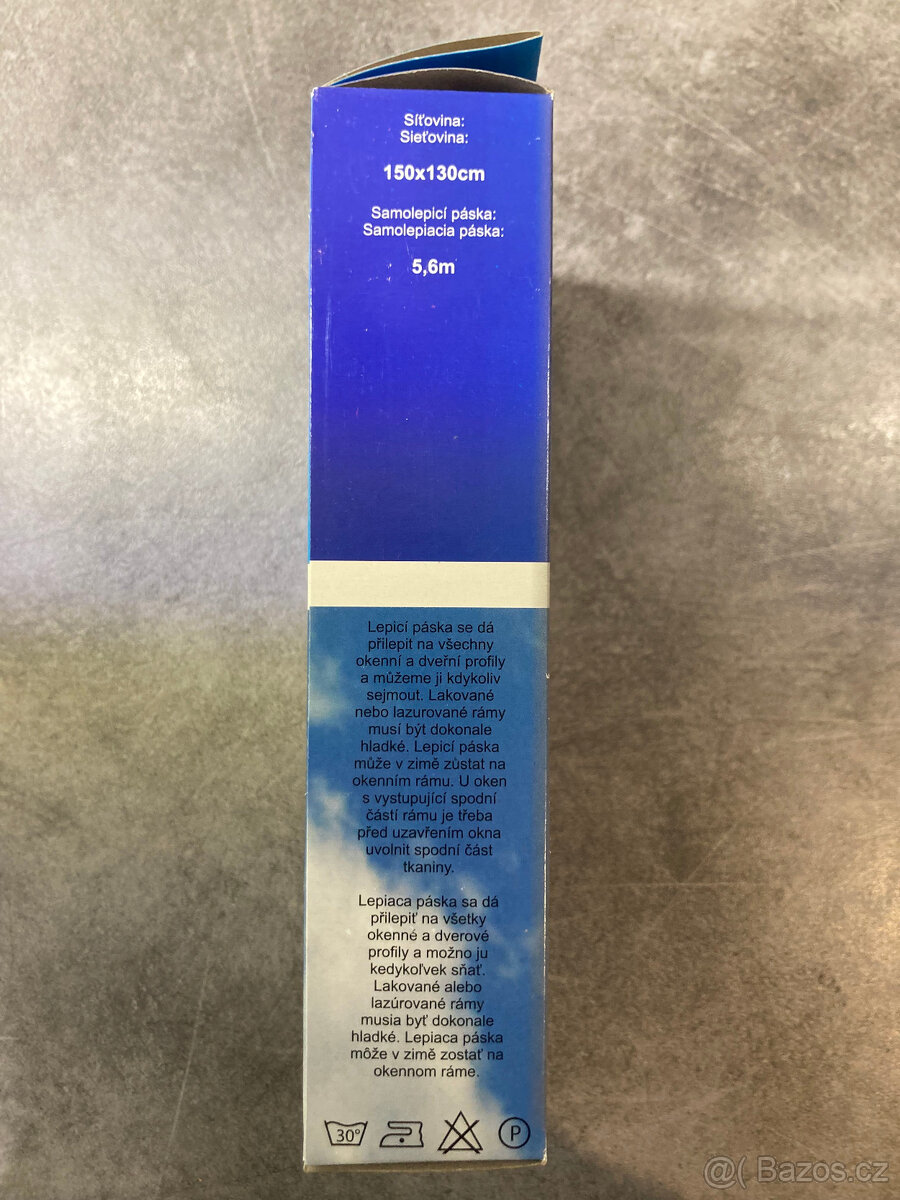 Síťovina:
Sieťovina:
150x130cm
Samolepicí páska:
Samolepiacia páska:
5,6m
Lepicí páska se dá
přilepit na všechny
okenní a dveřní profily
a můžeme ji kdykoliv
sejmout. Lakované
nebo lazurované rámy
musí být dokonale
hladké. Lepicí páska
může v zimě zůstat na
okenním rámu. U oken
s vystupující spodní
částí rámu je třeba
před uzavřením okna
uvolnit spodní část
tkaniny.
Lepiaca páska sa dá
přilepiť na všetky
okenné a dverové
profily a možno ju
kedykoľvek sňať.
Lakované alebo
lazúrované rámy
musia byť dokonale
hladké. Lepiaca páska
môže v zimě zostať na
okennom ráme.
30°
P
@( Bazos.cz